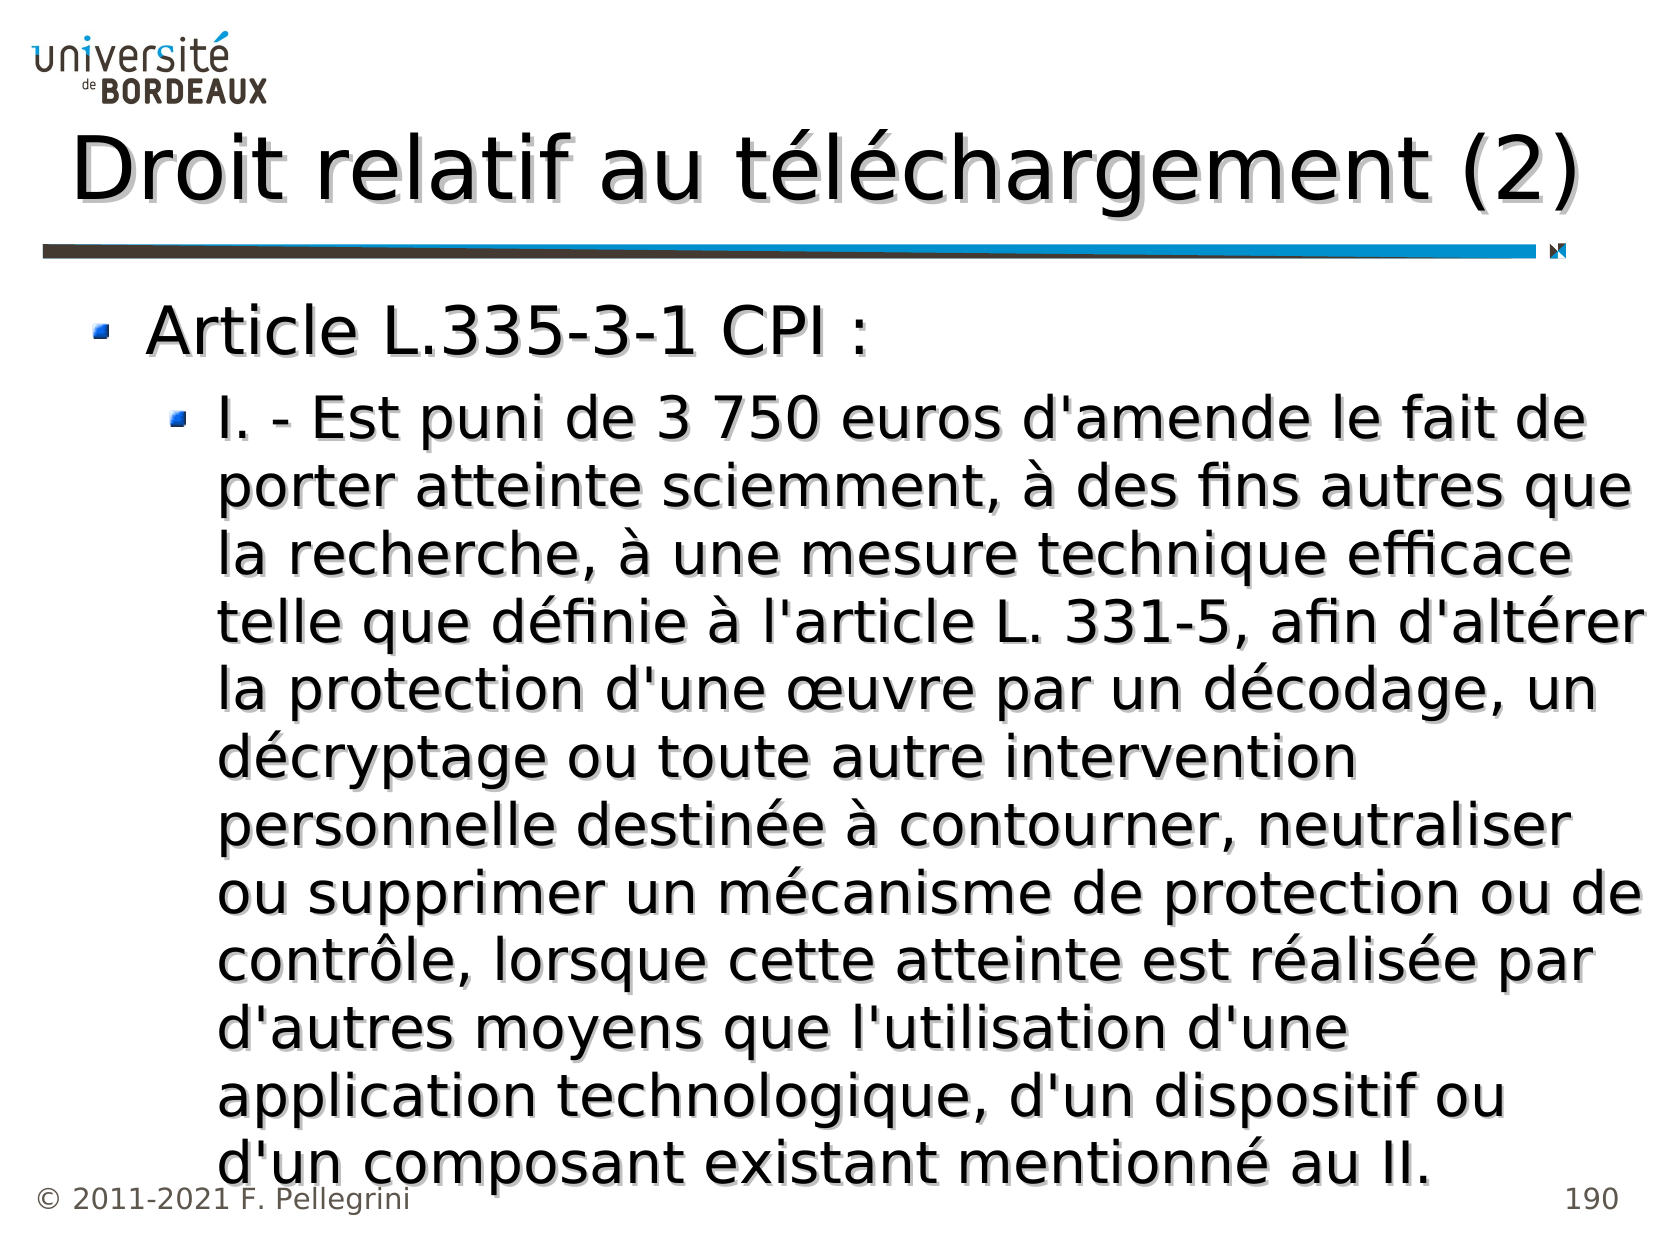 université
de BORDEAUX
Droit relatif au téléchargement (2)
Article L.335-3-1 CPI :
I. - Est puni de 3 750 euros d'amende le fait de
porter atteinte sciemment, à des fins autres que
la recherche, à une mesure technique efficace
telle que définie à l'article L. 331-5, afin d'altérer
la protection d'une œuvre par un décodage, un
décryptage ou toute autre intervention
personnelle destinée à contourner, neutraliser
ou supprimer un mécanisme de protection ou de
contrôle, lorsque cette atteinte est réalisée par
d'autres moyens que l'utilisation d'une
application technologique, d'un dispositif ou
d'un composant existant mentionné au II.
© 2011-2021 F. Pellegrini
190